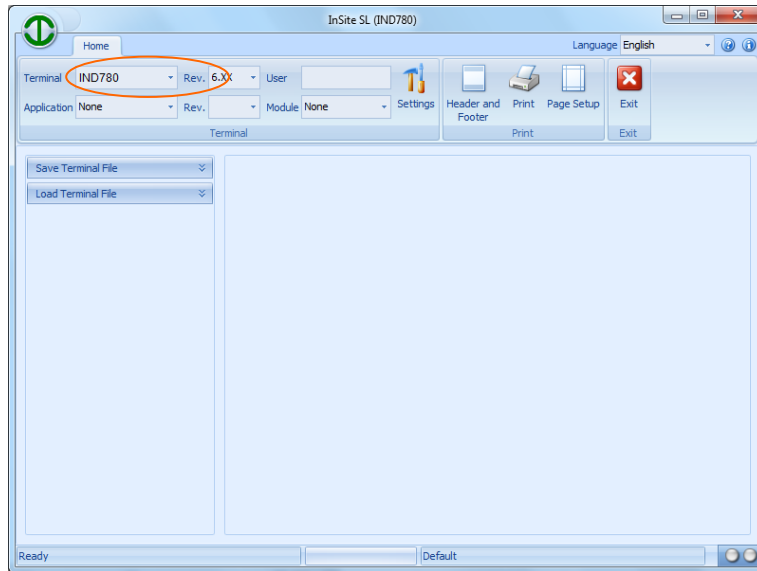 InSite SL (IND780)
Home
Language English
Terminal IND780 Rev. 6.XX User
Application None Rev. Module None
Settings
Header and Footer
Print
Page Setup
Exit
Terminal
Print
Exit
Save Terminal File
Load Terminal File
Ready
Default